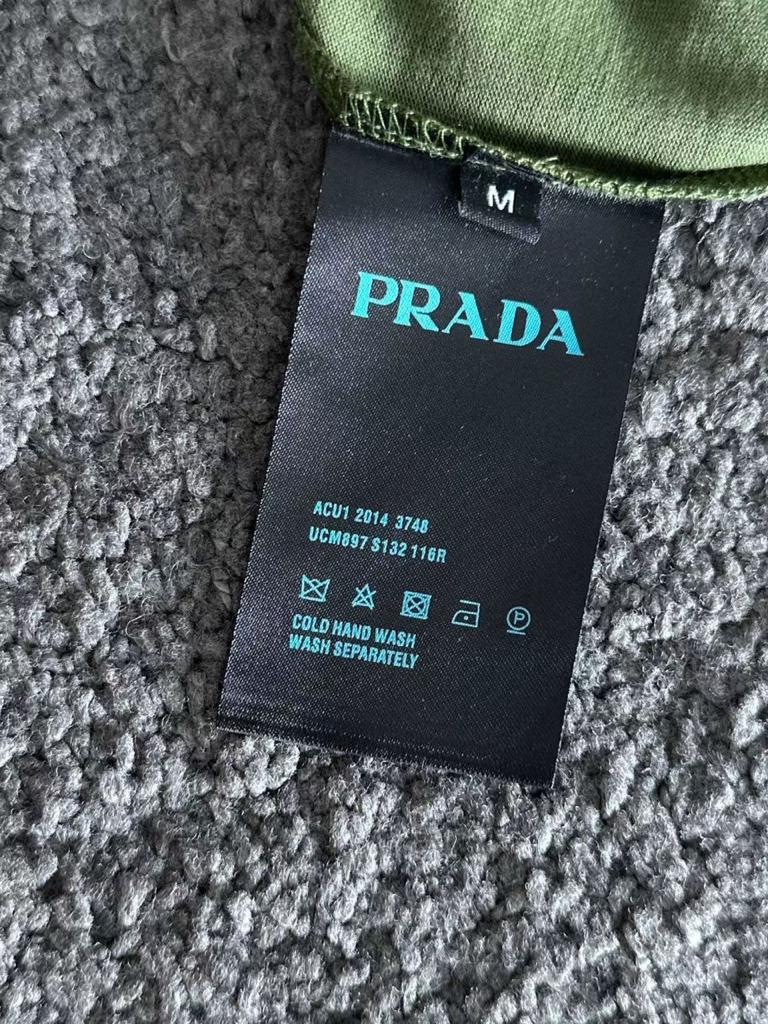 M
PRADA
ACU1 2014 3748
UCM897 S132 116R
P
COLD HAND WASH
WASH SEPARATELY